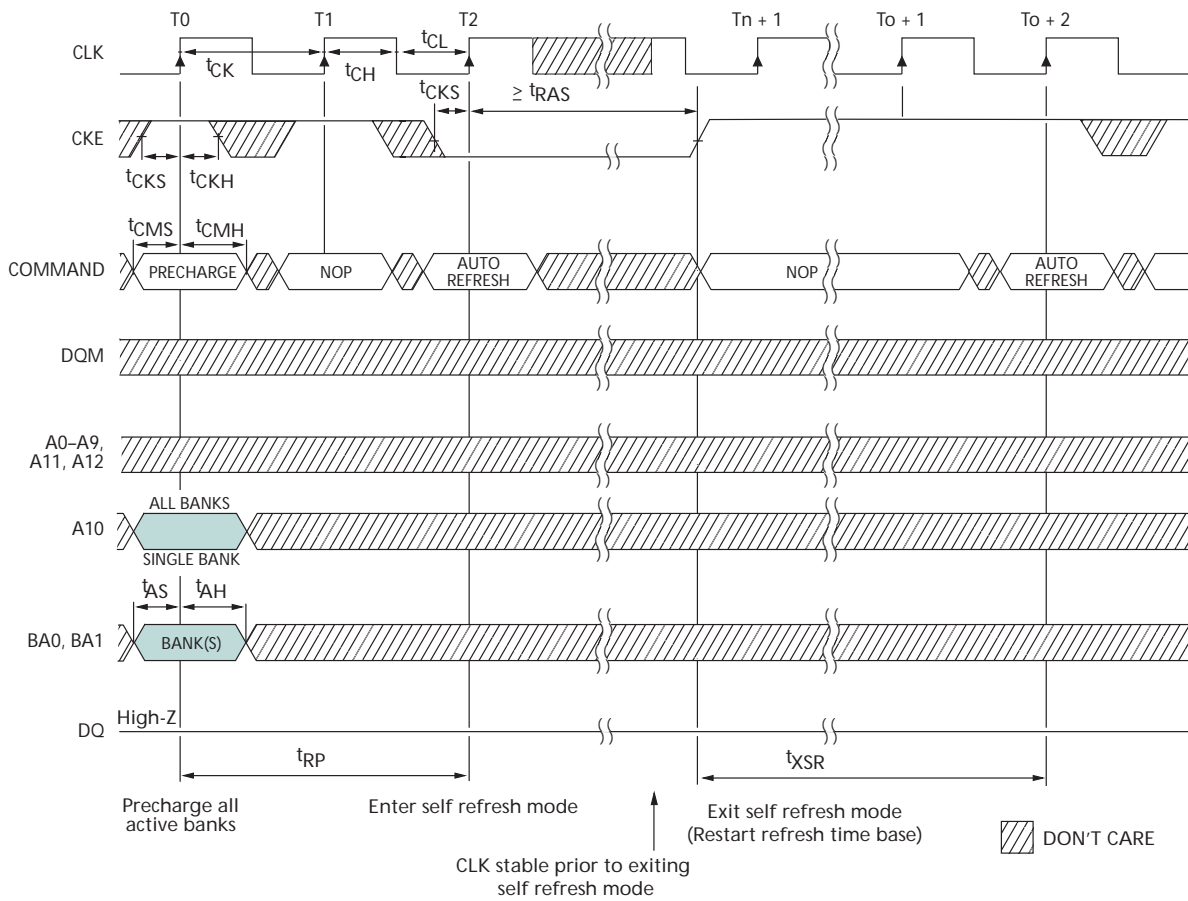 T0
T1
T2
Tn + 1
To + 1
To + 2
CLK
tCK
tCH
tCL
tCKS
≥ tRAS
CKE
tCKS
tCKH
tCMS
tCMH
COMMAND
PRECHARGE
NOP
AUTO
REFRESH
NOP
AUTO
REFRESH
DQM
A0–A9,
A11, A12
ALL BANKS
A10
SINGLE BANK
tAS
tAH
BA0, BA1
BANK(S)
High-Z
DQ
tRP
tXSR
Precharge all
active banks
Enter self refresh mode
Exit self refresh mode
(Restart refresh time base)
DON'T CARE
CLK stable prior to exiting
self refresh mode